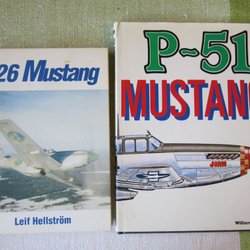 26 Mustang
Leif Hellström
P-51
MUSTAN
William